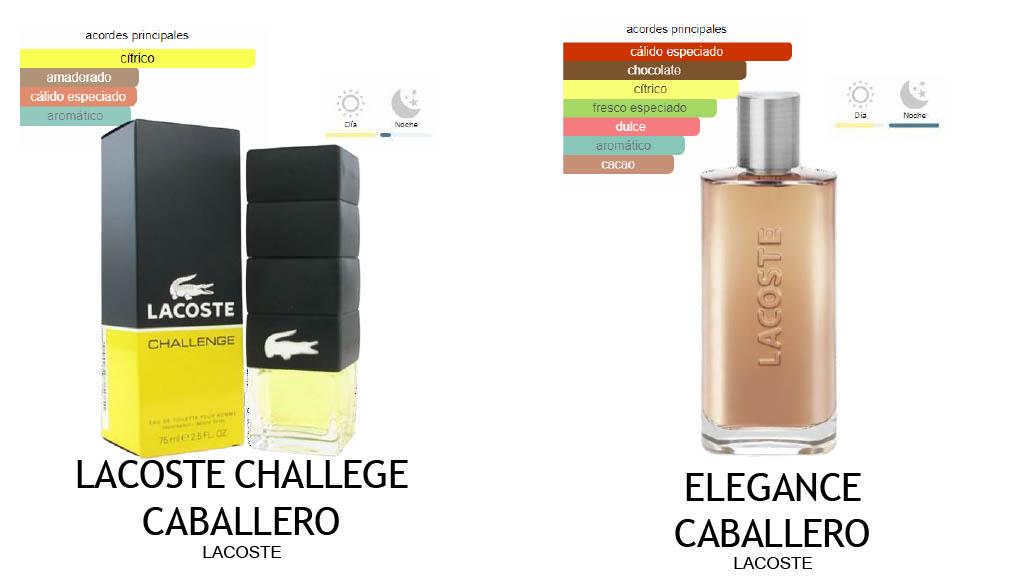 acordes principales
cítrico
amaderado
cálido especiado
aromático
Día
Noche
LACOSTE
CHALLENGE
EAU DE TOILETTE POUR HOMME
75 ml e 2.5 FL. OZ.
LACOSTE CHALLEGE
CABALLERO
LACOSTE
acordes principales
cálido especiado
chocolate
cítrico
fresco especiado
dulce
aromático
cacao
Día
Noche
LACOSTE
ELEGANCE
CABALLERO
LACOSTE